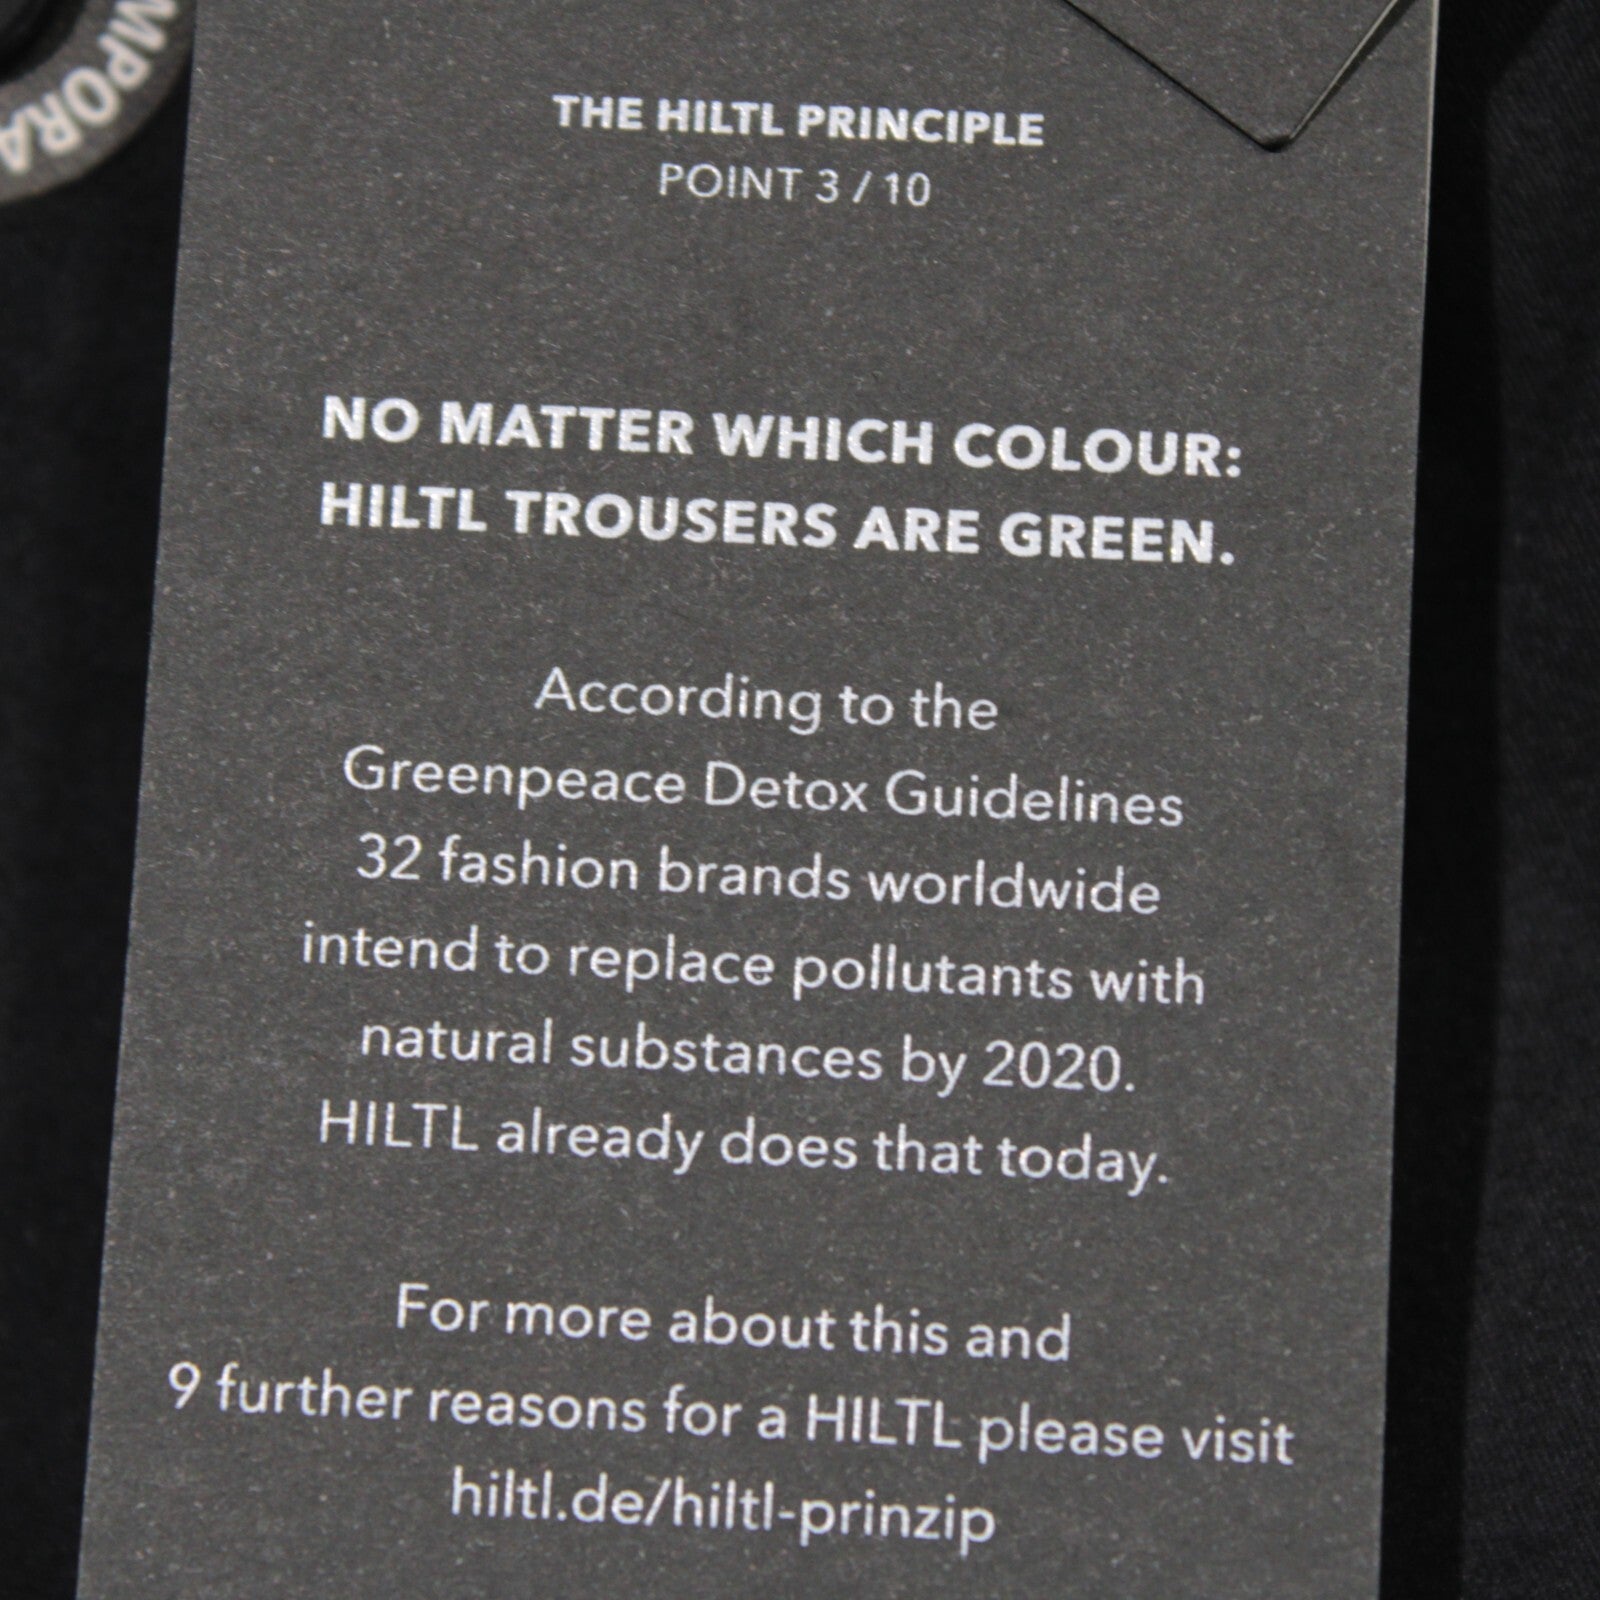 MPORA
THE HILTL PRINCIPLE
POINT 3 / 10
NO MATTER WHICH COLOUR:
HILTL TROUSERS ARE GREEN.
According to the
Greenpeace Detox Guidelines
32 fashion brands worldwide
intend to replace pollutants with
natural substances by 2020.
HILTL already does that today.
For more about this and
9 further reasons for a HILTL please visit
hiltl.de/hiltl-prinzip